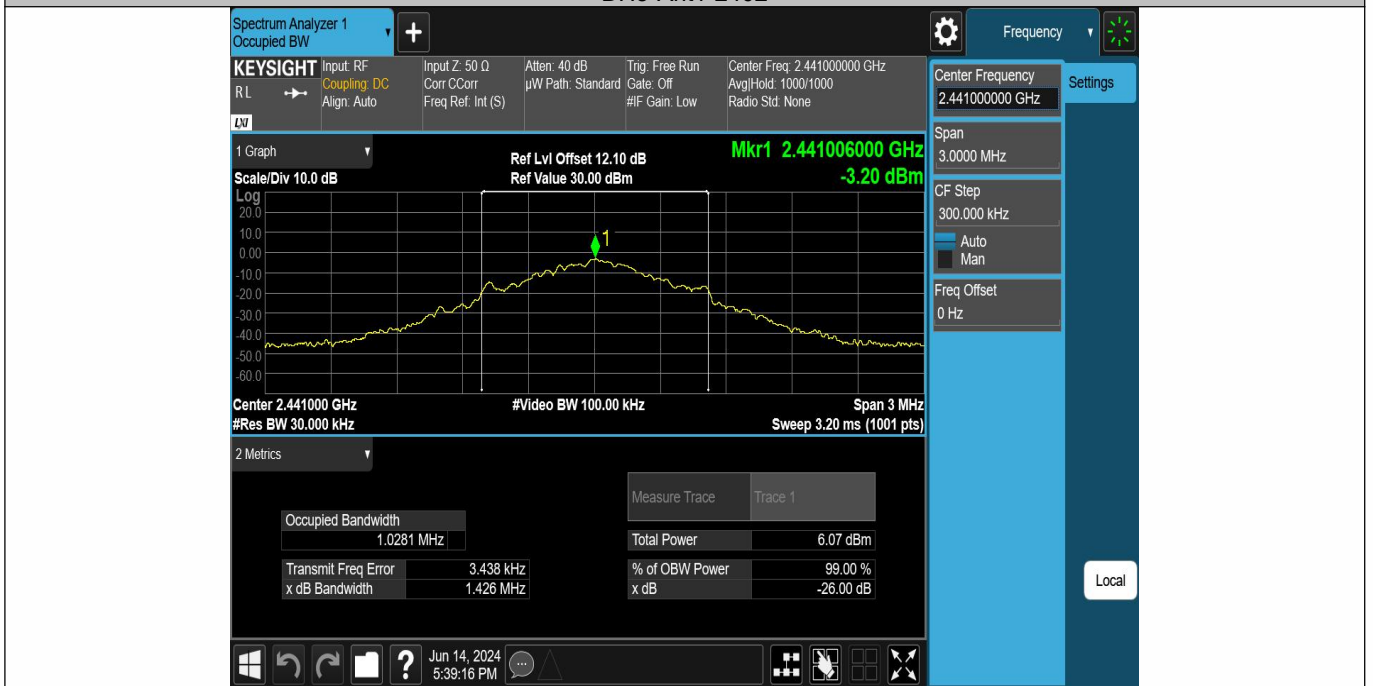 Spectrum Analyzer 1
Occupied BW
Frequency
KEYSIGHT
RL
LXI
Input: RF
Coupling: DC
Align: Auto
Input Z: 50 Ω
Corr CCorr
Freq Ref: Int (S)
Atten: 40 dB
µW Path: Standard
Trig: Free Run
Gate: Off
#IF Gain: Low
Center Freq: 2.441000000 GHz
Avg|Hold: 1000/1000
Radio Std: None
Center Frequency
2.441000000 GHz
Settings
Span
3.0000 MHz
CF Step
300.000 kHz
Auto
Man
Freq Offset
0 Hz
Local
1 Graph
Scale/Div 10.0 dB
Ref Lvl Offset 12.10 dB
Ref Value 30.00 dBm
Mkr1 2.441006000 GHz
-3.20 dBm
Log
20.0
10.0
0.00
-10.0
-20.0
-30.0
-40.0
-50.0
-60.0
1
Center 2.441000 GHz
#Video BW 100.00 kHz
Span 3 MHz
#Res BW 30.000 kHz
Sweep 3.20 ms (1001 pts)
2 Metrics
Measure Trace Trace 1
Occupied Bandwidth
1.0281 MHz
Total Power 6.07 dBm
Transmit Freq Error 3.438 kHz
% of OBW Power 99.00 %
x dB Bandwidth 1.426 MHz
x dB -26.00 dB
?
Jun 14, 2024
5:39:16 PM